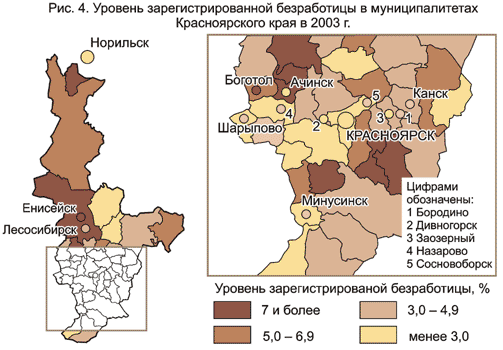 Рис. 4. Уровень зарегистрированной безработицы в муниципалитетах
Красноярского края в 2003 г.
Норильск
Енисейск
Лесосибирск
Боготол
Ачинск
5
Канск
4
Шарыпово
2
3
1
КРАСНОЯРСК
Минусинск
Цифрами
обозначены:
1 Бородино
2 Дивногорск
3 Заозерный
4 Назарово
5 Сосновоборск
Уровень зарегистрированой безработицы, %
7 и более
3,0 – 4,9
5,0 – 6,9
менее 3,0